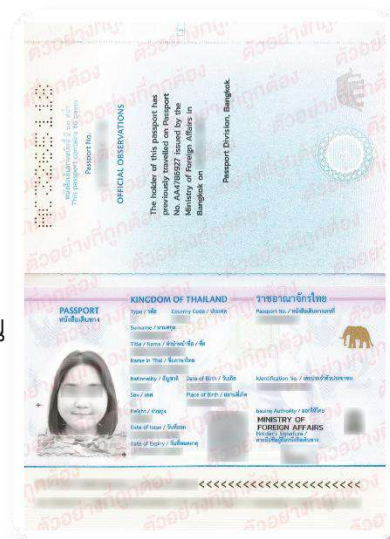 Passport No.
OFFICIAL OBSERVATIONS
The holder of this passport has
previously travelled on Passport
No. AA4786927 issued by the
Ministry of Foreign Affairs in
Bangkok on
Passport Division, Bangkok.
ตัวอย่างที่ถูกต้อง
น
PASSPORT
หนังสือเดินทาง
KINGDOM OF THAILAND ราชอาณาจักรไทย
Type / รหัส Country Code / ประเทศ Passport No. / หนังสือเดินทางเลขที่
Surname / นามสกุล
Title / Name / คำนำหน้าชื่อ / ชื่อ
Name in Thai / ชื่อภาษาไทย
Nationality / สัญชาติ Date of Birth / วันเกิด Identification No. / เลขประจำตัวประชาชน
Sex / เพศ Place of Birth / สถานที่เกิด
Height / ส่วนสูง Issuing Authority / ออกให้โดย
Date of Issue / วันที่ออก MINISTRY OF
FOREIGN AFFAIRS
Date of Expiry / วันที่หมดอายุ Holder's Signature /
<<<<<<<<<<<<<<<<<<<<<<<